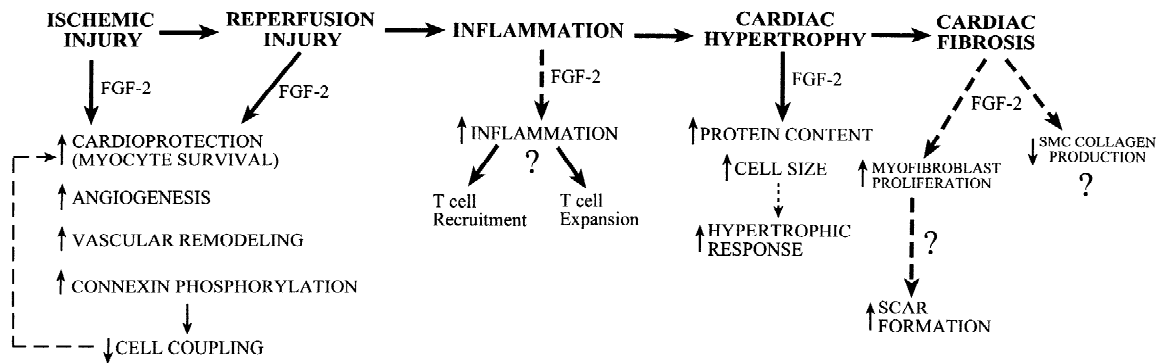 ISCHEMIC
INJURY
REPERFUSION
INJURY
INFLAMMATION
CARDIAC
HYPERTROPHY
CARDIAC
FIBROSIS
FGF-2
FGF-2
FGF-2
FGF-2
FGF-2
CARDIOPROTECTION
(MYOCYTE SURVIVAL)
ANGIOGENESIS
VASCULAR REMODELING
CONNEXIN PHOSPHORYLATION
CELL COUPLING
INFLAMMATION
?
T cell
Recruitment
T cell
Expansion
PROTEIN CONTENT
CELL SIZE
HYPERTROPHIC
RESPONSE
MYOFIBROBLAST
PROLIFERATION
?
SCAR
FORMATION
SMC COLLAGEN
PRODUCTION
?